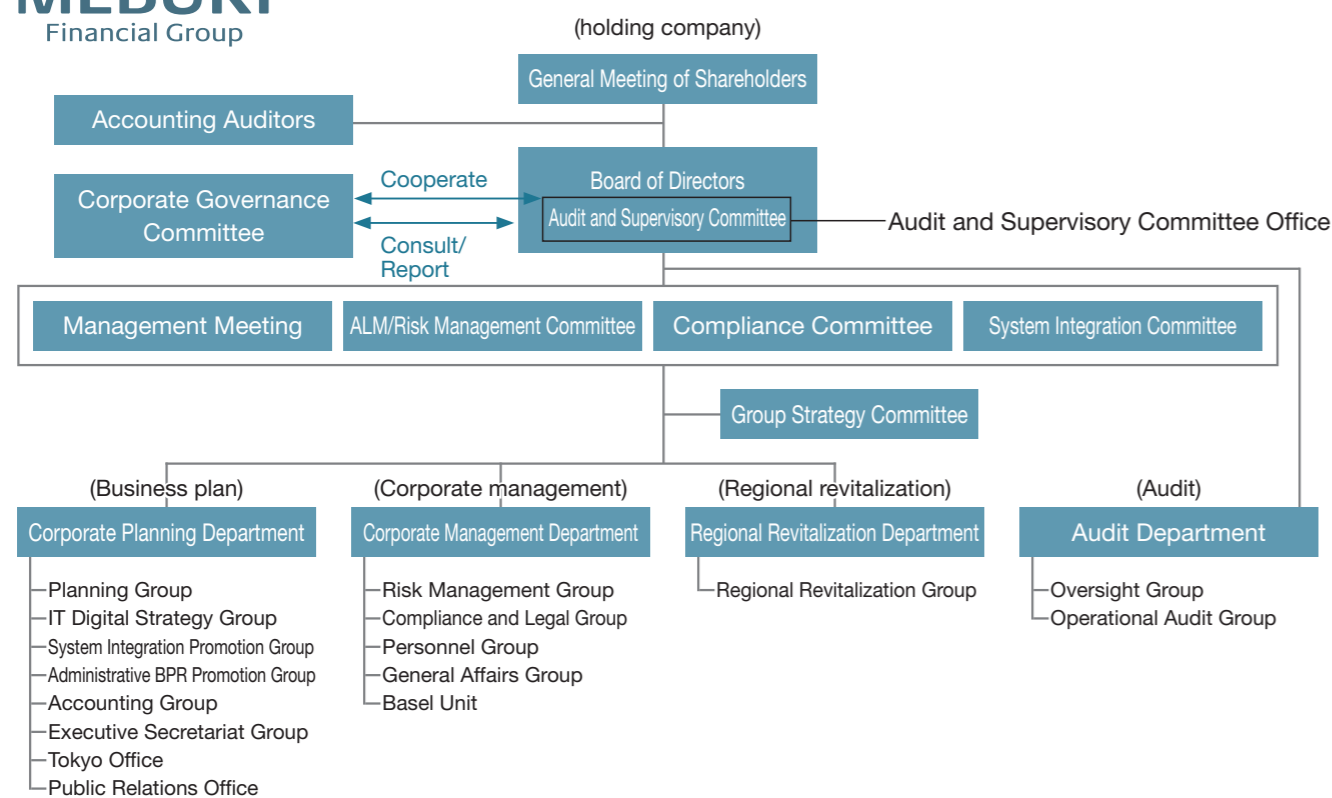 MEBUKI
Financial Group
(holding company)
General Meeting of Shareholders
Accounting Auditors
Corporate Governance
Committee
Cooperate
Consult/
Report
Board of Directors
Audit and Supervisory Committee
Audit and Supervisory Committee Office
Management Meeting
ALM/Risk Management Committee
Compliance Committee
System Integration Committee
Group Strategy Committee
(Business plan)
Corporate Planning Department
Planning Group
IT Digital Strategy Group
System Integration Promotion Group
Administrative BPR Promotion Group
Accounting Group
Executive Secretariat Group
Tokyo Office
Public Relations Office
(Corporate management)
Corporate Management Department
Risk Management Group
Compliance and Legal Group
Personnel Group
General Affairs Group
Basel Unit
(Regional revitalization)
Regional Revitalization Department
Regional Revitalization Group
(Audit)
Audit Department
Oversight Group
Operational Audit Group